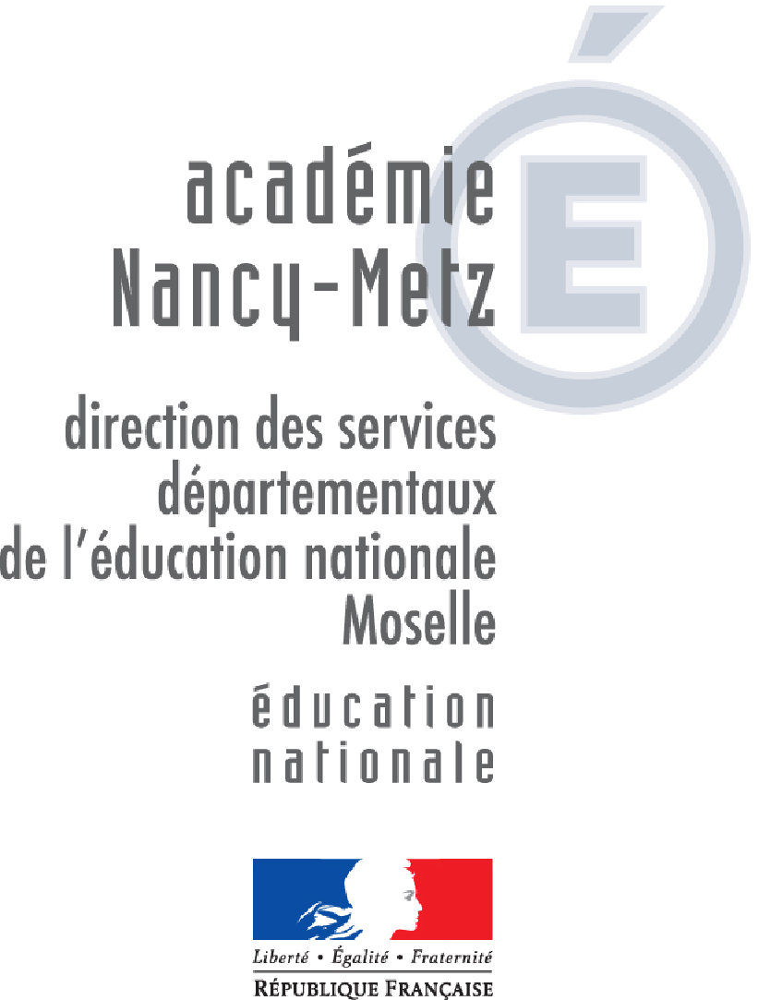 É
académie
Nancy-Metz
direction des services
départementaux
de l'éducation nationale
Moselle
éducation
nationale
Liberté • Égalité • Fraternité
RÉPUBLIQUE FRANÇAISE